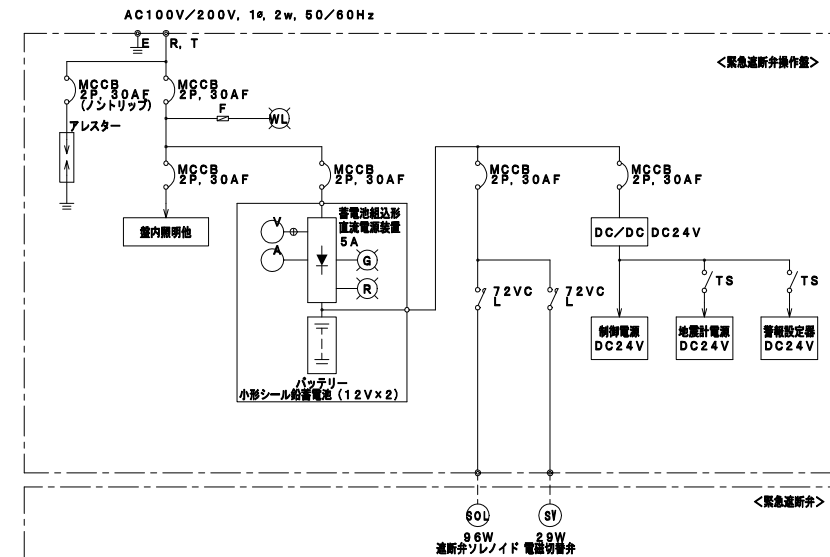 AC100V/200V, 1ø, 2w, 50/60Hz
E
R, T
<緊急遮断弁操作盤>
MCCB
2P, 30AF
(ノントリップ)
アレスター
MCCB
2P, 30AF
F
WL
MCCB
2P, 30AF
盤内照明他
MCCB
2P, 30AF
蓄電池組込形
直流電源装置
5A
V
A
G
R
バッテリー
小形シール鉛蓄電池(12V×2)
MCCB
2P, 30AF
MCCB
2P, 30AF
DC/DC
DC24V
72VC
L
72VC
L
TS
TS
制御電源
DC24V
地震計電源
DC24V
警報設定器
DC24V
<緊急遮断弁>
SOL
SV
96W
29W
遮断弁ソレノイド
電磁切替弁